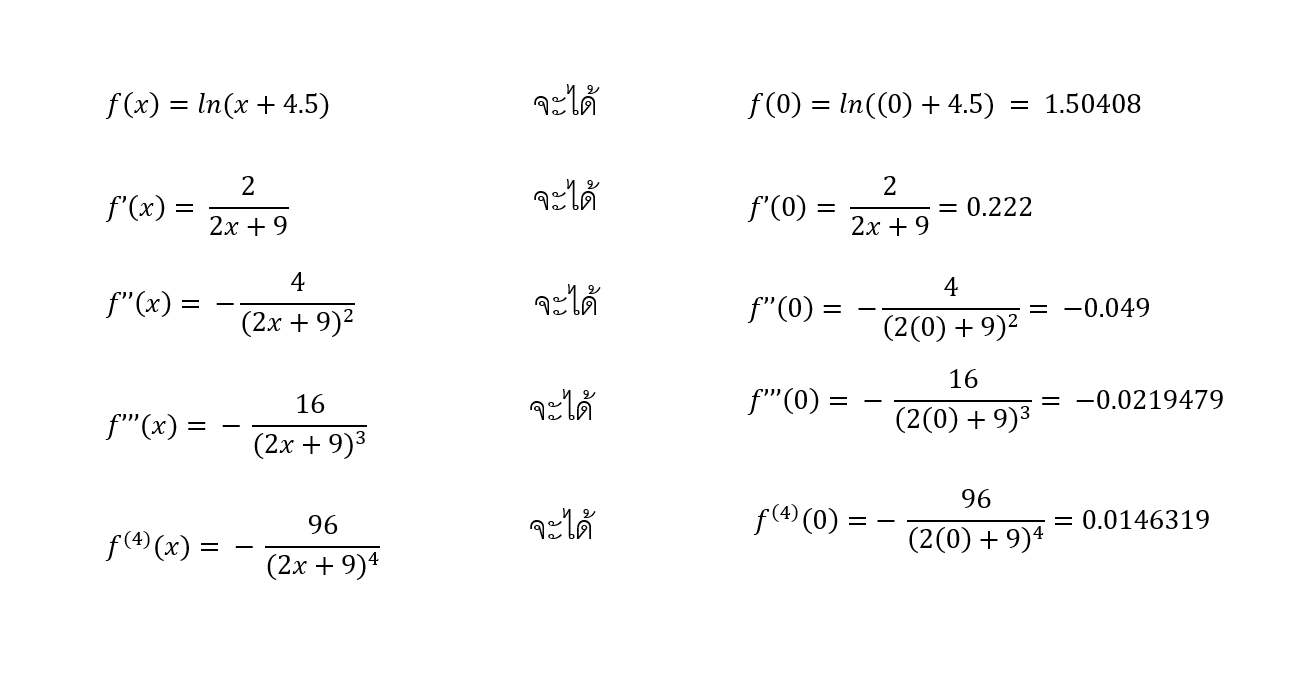 f(x) = ln(x + 4.5) จะได้ f(0) = ln((0) + 4.5) = 1.50408
f’(x) = 2/(2x + 9) จะได้ f’(0) = 2/(2x + 9) = 0.222
f’’(x) = −4/(2x + 9)² จะได้ f’’(0) = −4/(2(0) + 9)² = −0.049
f’’’(x) = −16/(2x + 9)³ จะได้ f’’’(0) = −16/(2(0) + 9)³ = −0.0219479
f⁽⁴⁾(x) = −96/(2x + 9)⁴ จะได้ f⁽⁴⁾(0) = −96/(2(0) + 9)⁴ = 0.0146319